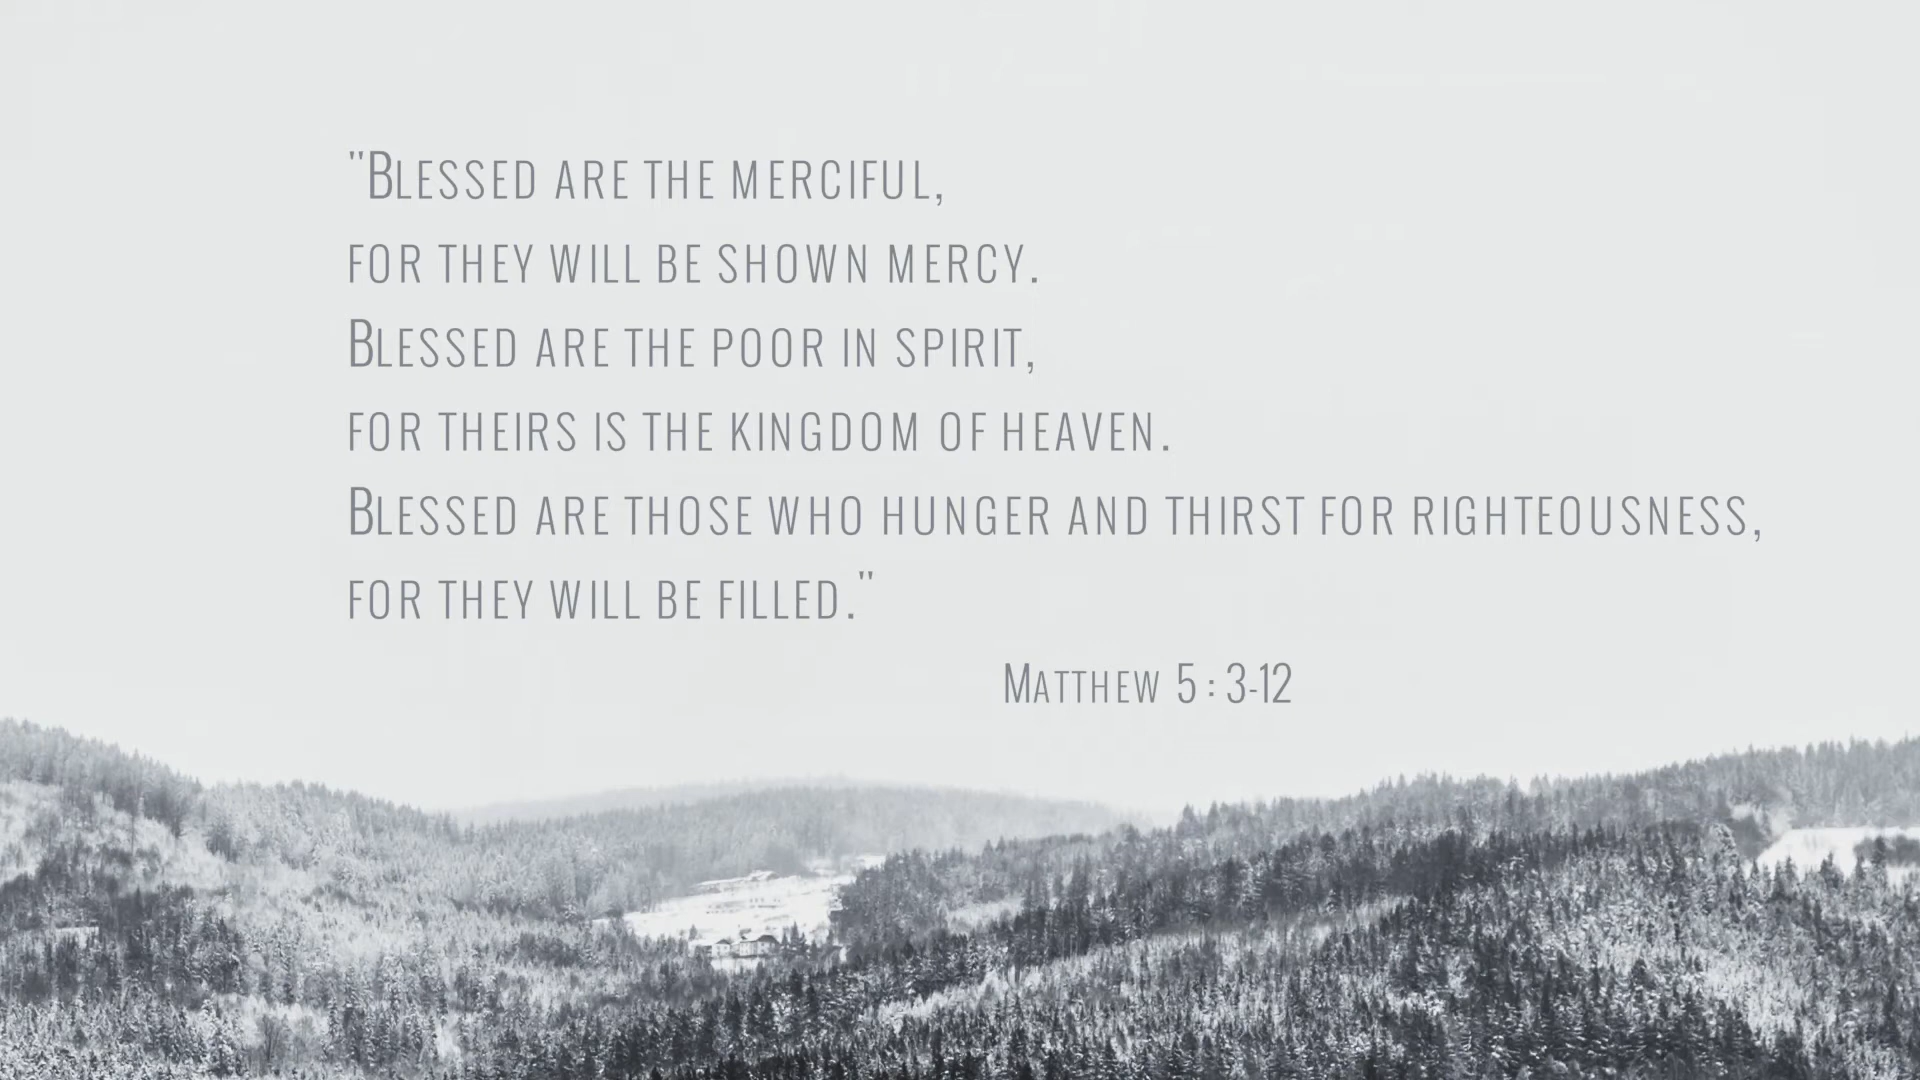 "Blessed are the merciful,
for they will be shown mercy.
Blessed are the poor in spirit,
for theirs is the kingdom of heaven.
Blessed are those who hunger and thirst for righteousness,
for they will be filled."
Matthew 5 : 3-12